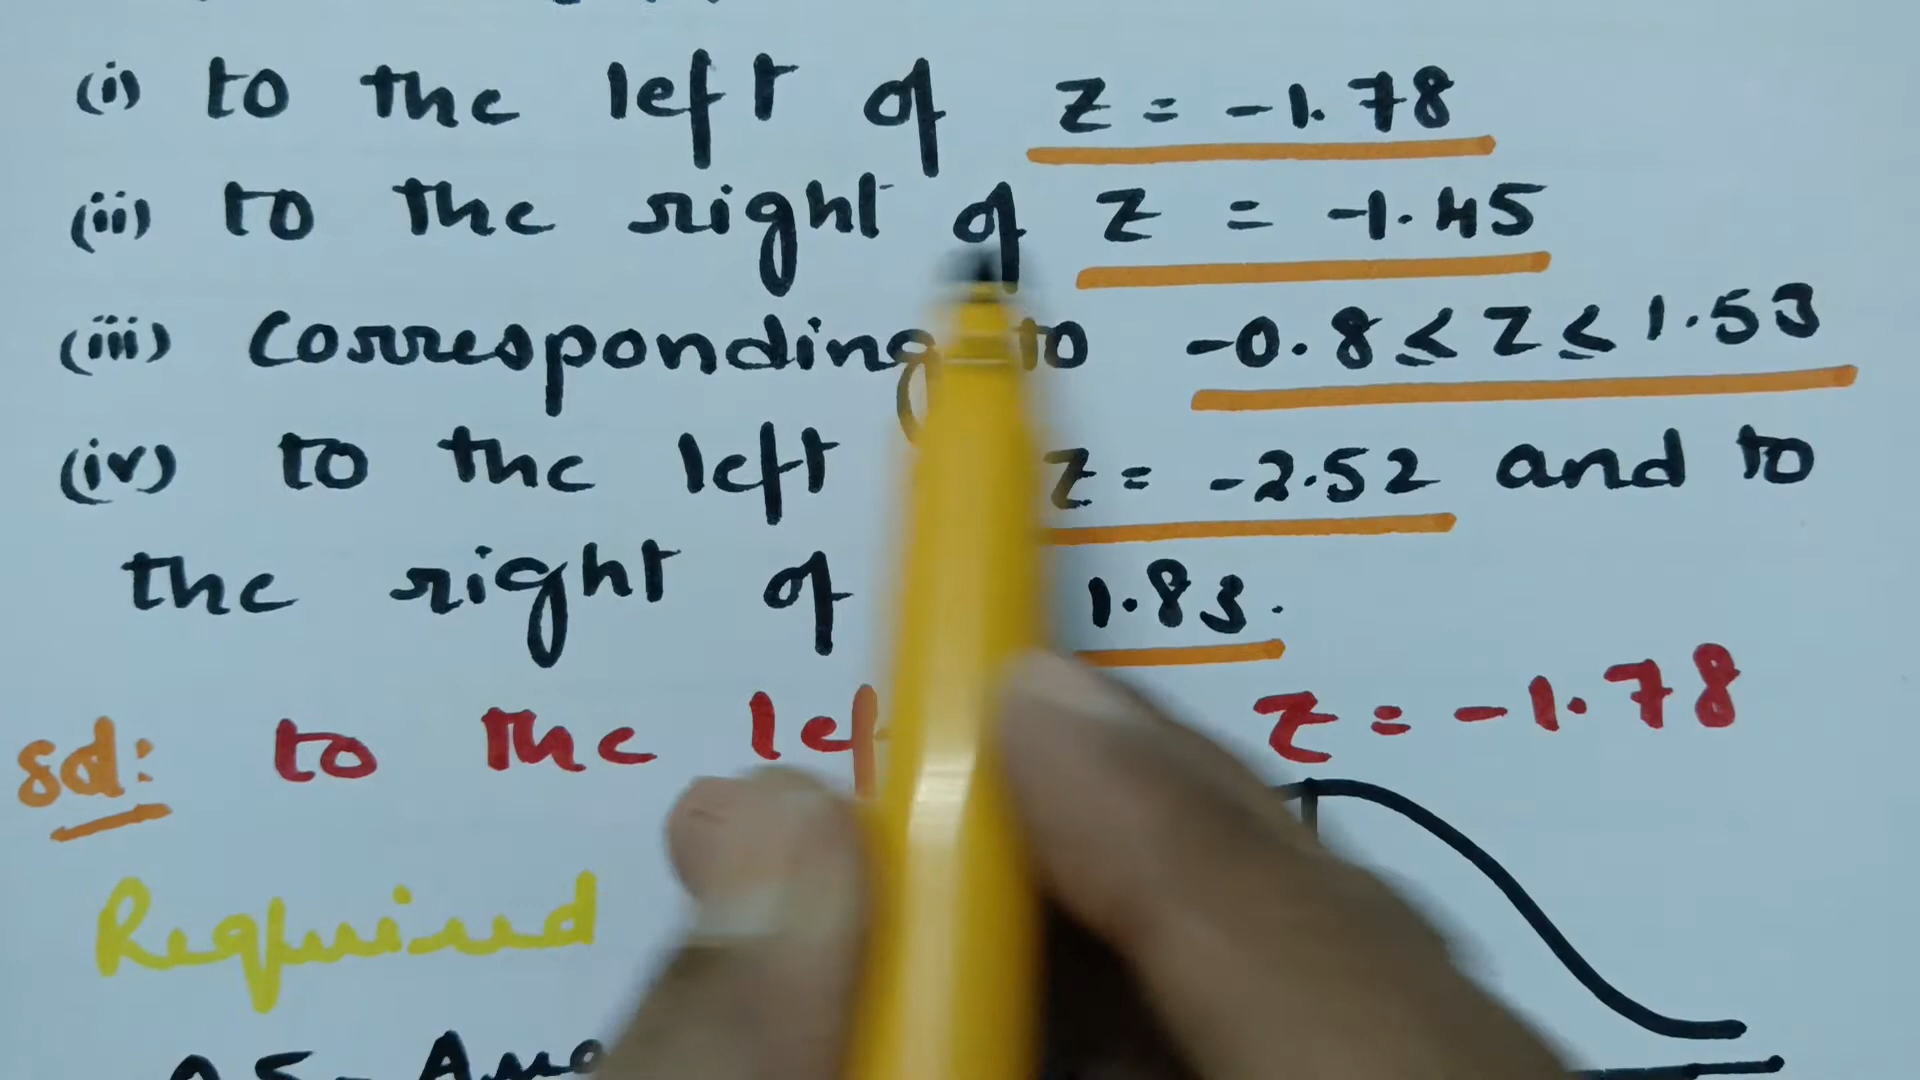 (i) to the left of z = -1.78
(ii) to the right of z = -1.45
(iii) Corresponding to -0.8 ≤ z ≤ 1.53
(iv) to the left z = -2.52 and to
the right of 1.83.
Sol: to the z = -1.78
Required